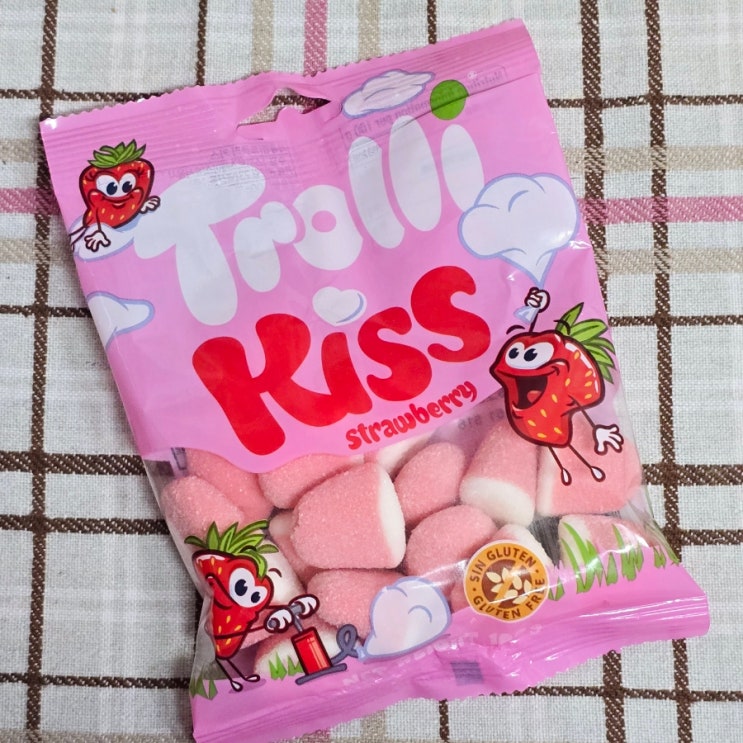 Trolli
Kiss
strawberry
SIN GLUTEN
GLUTEN FREE